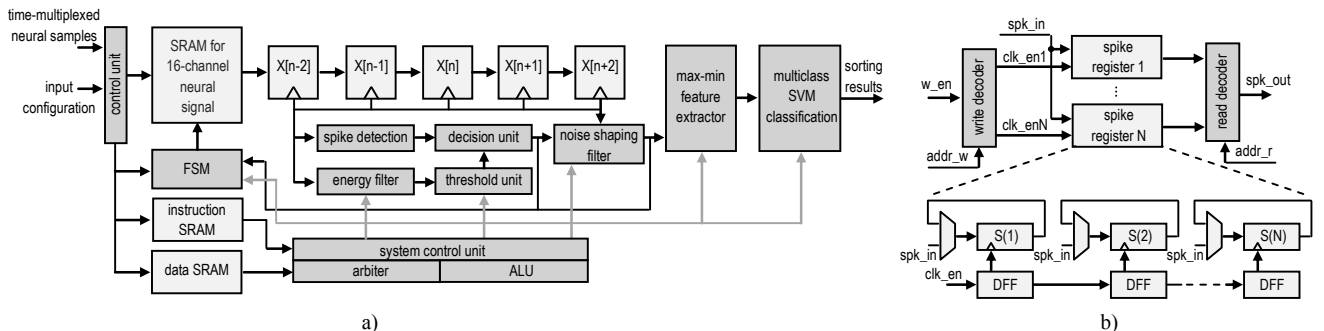 time-multiplexed
neural samples
input
configuration
control unit
SRAM for
16-channel
neural
signal
X[n-2]
X[n-1]
X[n]
X[n+1]
X[n+2]
spike detection
decision unit
noise shaping
filter
energy filter
threshold unit
FSM
instruction
SRAM
data SRAM
system control unit
arbiter
ALU
max-min
feature
extractor
multiclass
SVM
classification
sorting
results
a)
spk_in
w_en
write decoder
clk_en1
clk_enN
addr_w
spike
register 1
...
spike
register N
read decoder
spk_out
addr_r
S(1)
S(2)
S(N)
spk_in
spk_in
spk_in
clk_en
DFF
DFF
DFF
b)